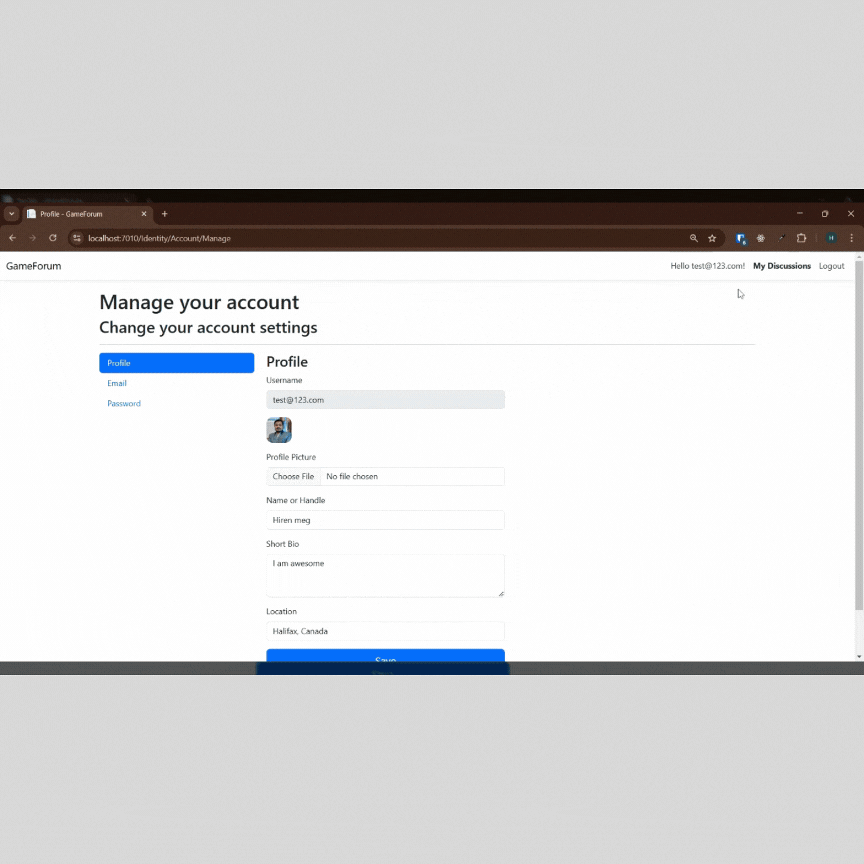 Profile - GameForum
localhost:7010/Identity/Account/Manage
H
GameForum
Hello test@123.com! My Discussions Logout
Manage your account
Change your account settings
Profile
Email
Password
Profile
Username
test@123.com
Profile Picture
Choose File No file chosen
Name or Handle
Hiren meg
Short Bio
I am awesome
Location
Halifax, Canada
Save